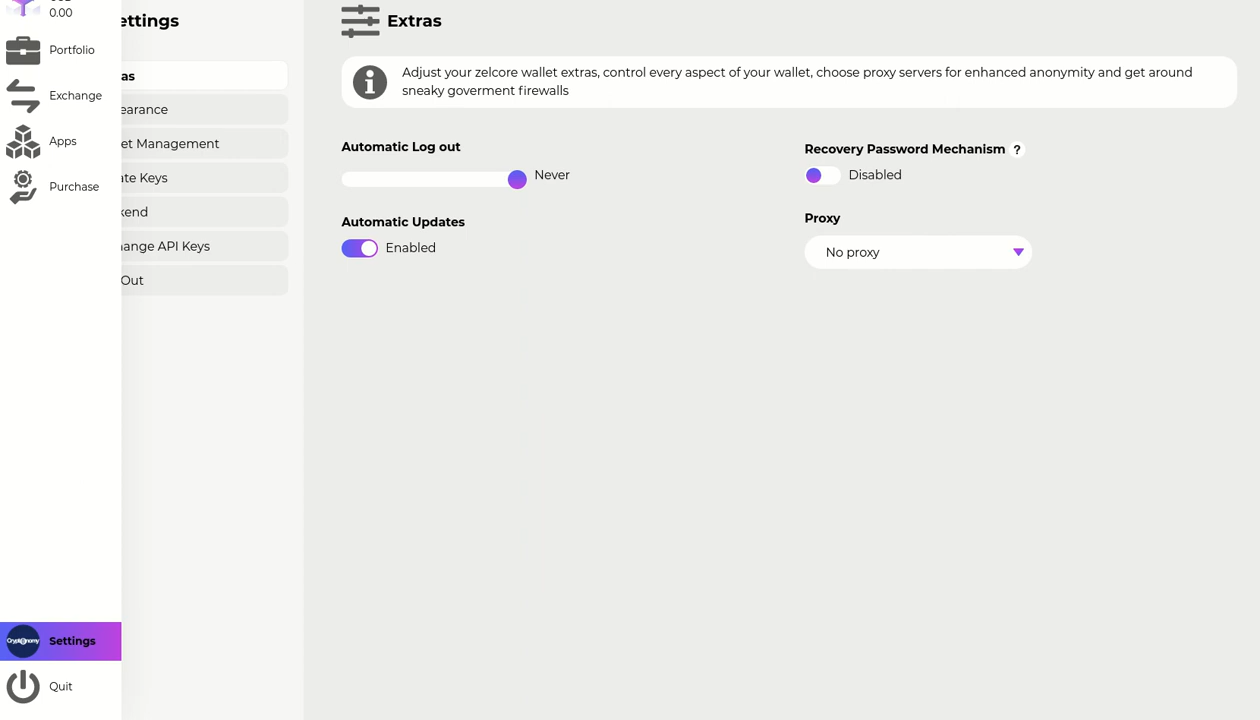 0.00
Portfolio
Exchange
Apps
Purchase
Settings
Quit
ettings
as
earance
et Management
ate Keys
kend
hange API Keys
Out
Extras
Adjust your zelcore wallet extras, control every aspect of your wallet, choose proxy servers for enhanced anonymity and get around
sneaky goverment firewalls
Automatic Log out
Never
Automatic Updates
Enabled
Recovery Password Mechanism ?
Disabled
Proxy
No proxy